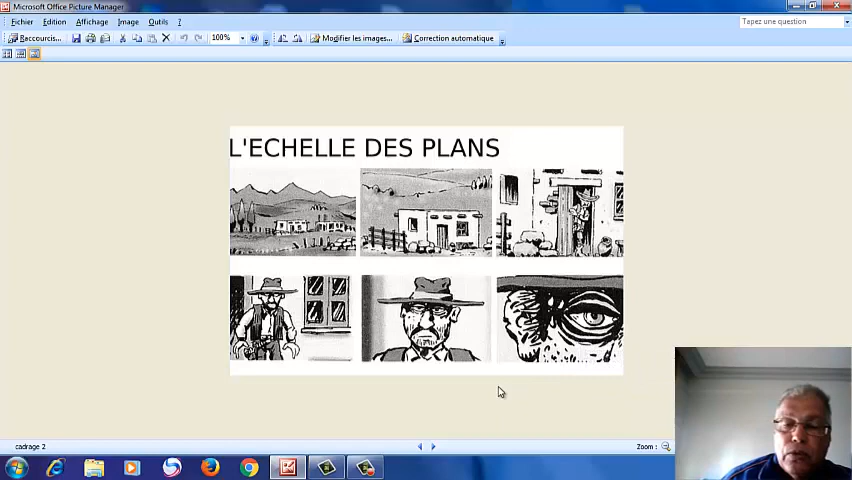 Microsoft Office Picture Manager
Fichier Edition Affichage Image Outils ?
Tapez une question
Raccourcis... 100% Modifier les images... Correction automatique
L'ECHELLE DES PLANS
cadrage 2
Zoom :